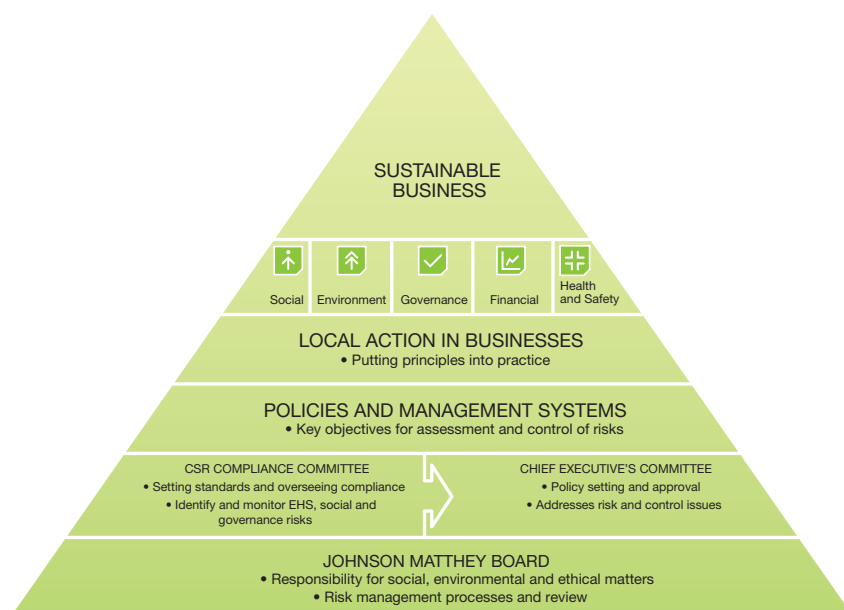 SUSTAINABLE
BUSINESS
Social
Environment
Governance
Financial
Health
and Safety
LOCAL ACTION IN BUSINESSES
• Putting principles into practice
POLICIES AND MANAGEMENT SYSTEMS
• Key objectives for assessment and control of risks
CSR COMPLIANCE COMMITTEE
• Setting standards and overseeing compliance
• Identify and monitor EHS, social and
governance risks
CHIEF EXECUTIVE'S COMMITTEE
• Policy setting and approval
• Addresses risk and control issues
JOHNSON MATTHEY BOARD
• Responsibility for social, environmental and ethical matters
• Risk management processes and review